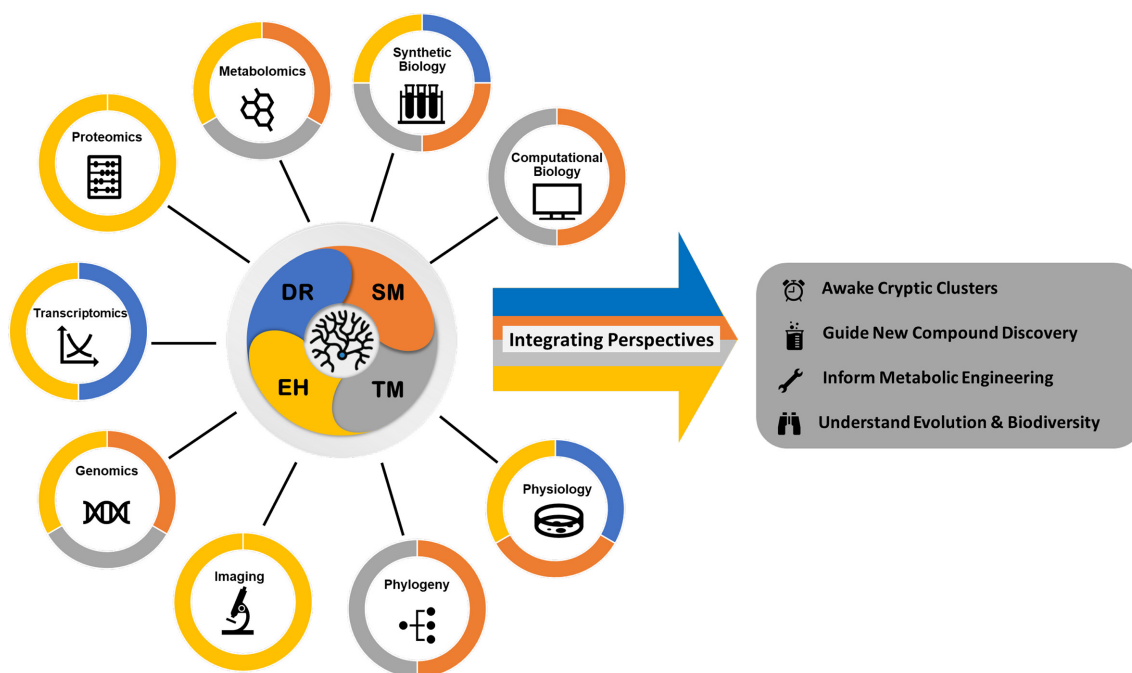 Synthetic
Biology
Metabolomics
Proteomics
Computational
Biology
DR
SM
Transcriptomics
EH
TM
Genomics
Physiology
Imaging
Phylogeny
Integrating Perspectives
Awake Cryptic Clusters
Guide New Compound Discovery
Inform Metabolic Engineering
Understand Evolution & Biodiversity